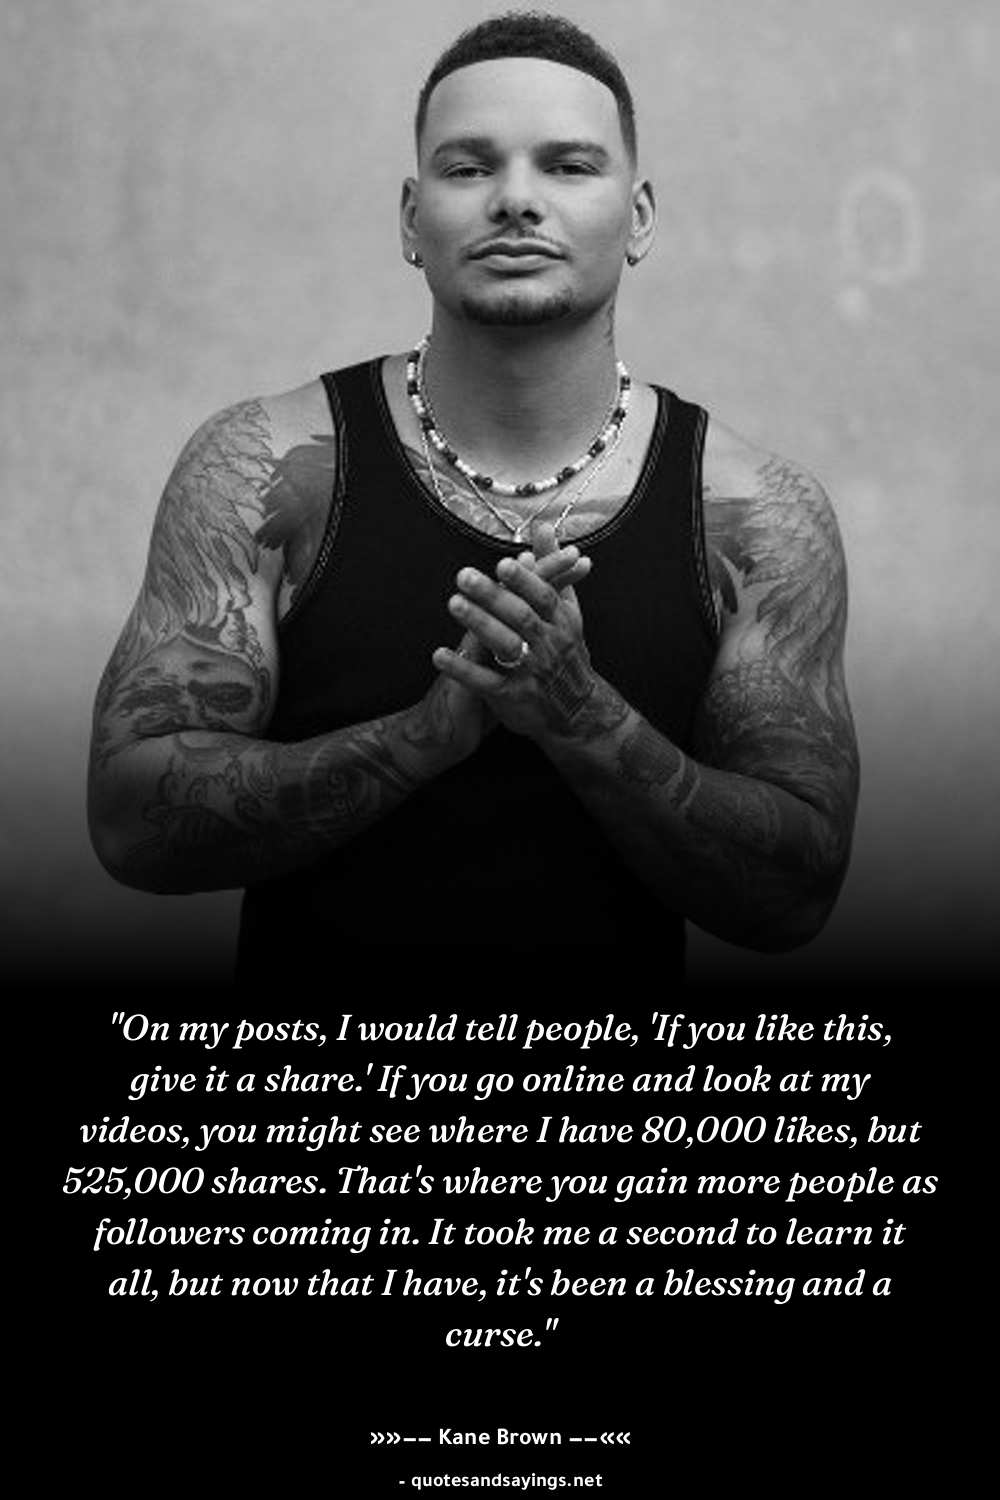 "On my posts, I would tell people, 'If you like this,
give it a share.' If you go online and look at my
videos, you might see where I have 80,000 likes, but
525,000 shares. That's where you gain more people as
followers coming in. It took me a second to learn it
all, but now that I have, it's been a blessing and a
curse."
»»−− Kane Brown −−««
- quotesandsayings.net